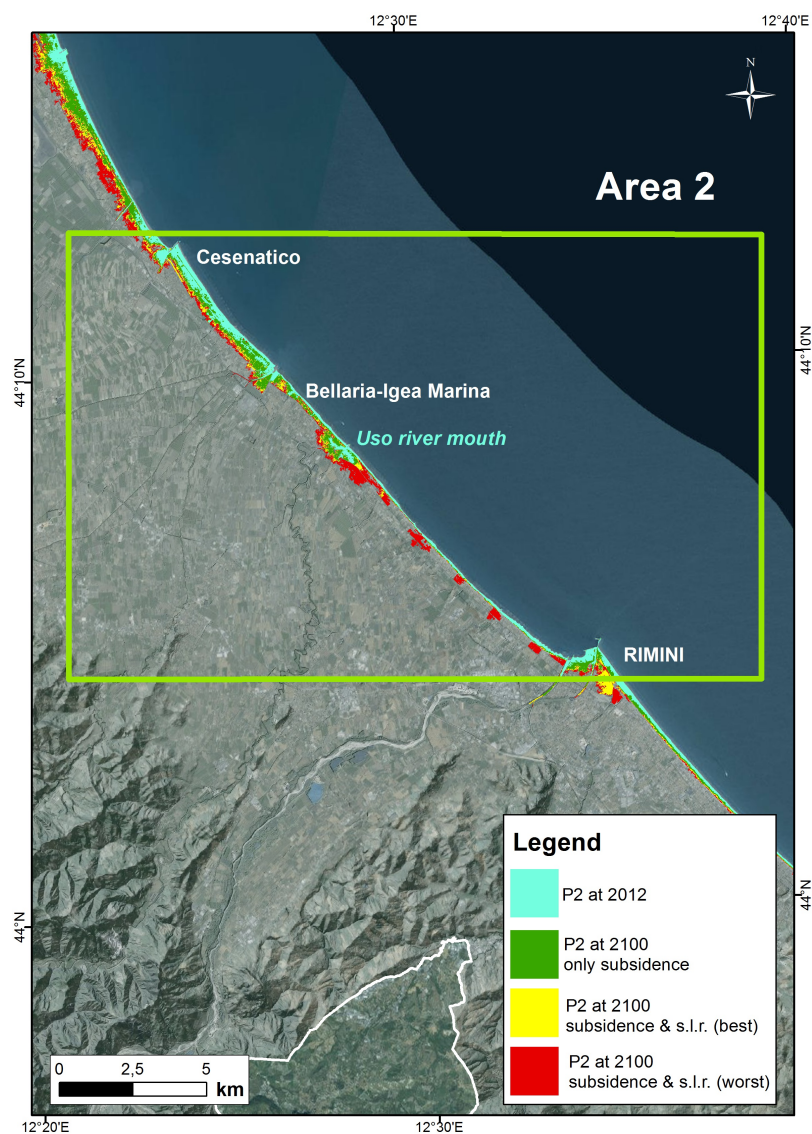 12°30'E
12°40'E
N
Area 2
Cesenatico
44°10'N
44°10'N
Bellaria-Igea Marina
Uso river mouth
RIMINI
Legend
P2 at 2012
P2 at 2100
only subsidence
P2 at 2100
subsidence & s.l.r. (best)
P2 at 2100
subsidence & s.l.r. (worst)
44°N
44°N
0
2,5
5
km
12°20'E
12°30'E